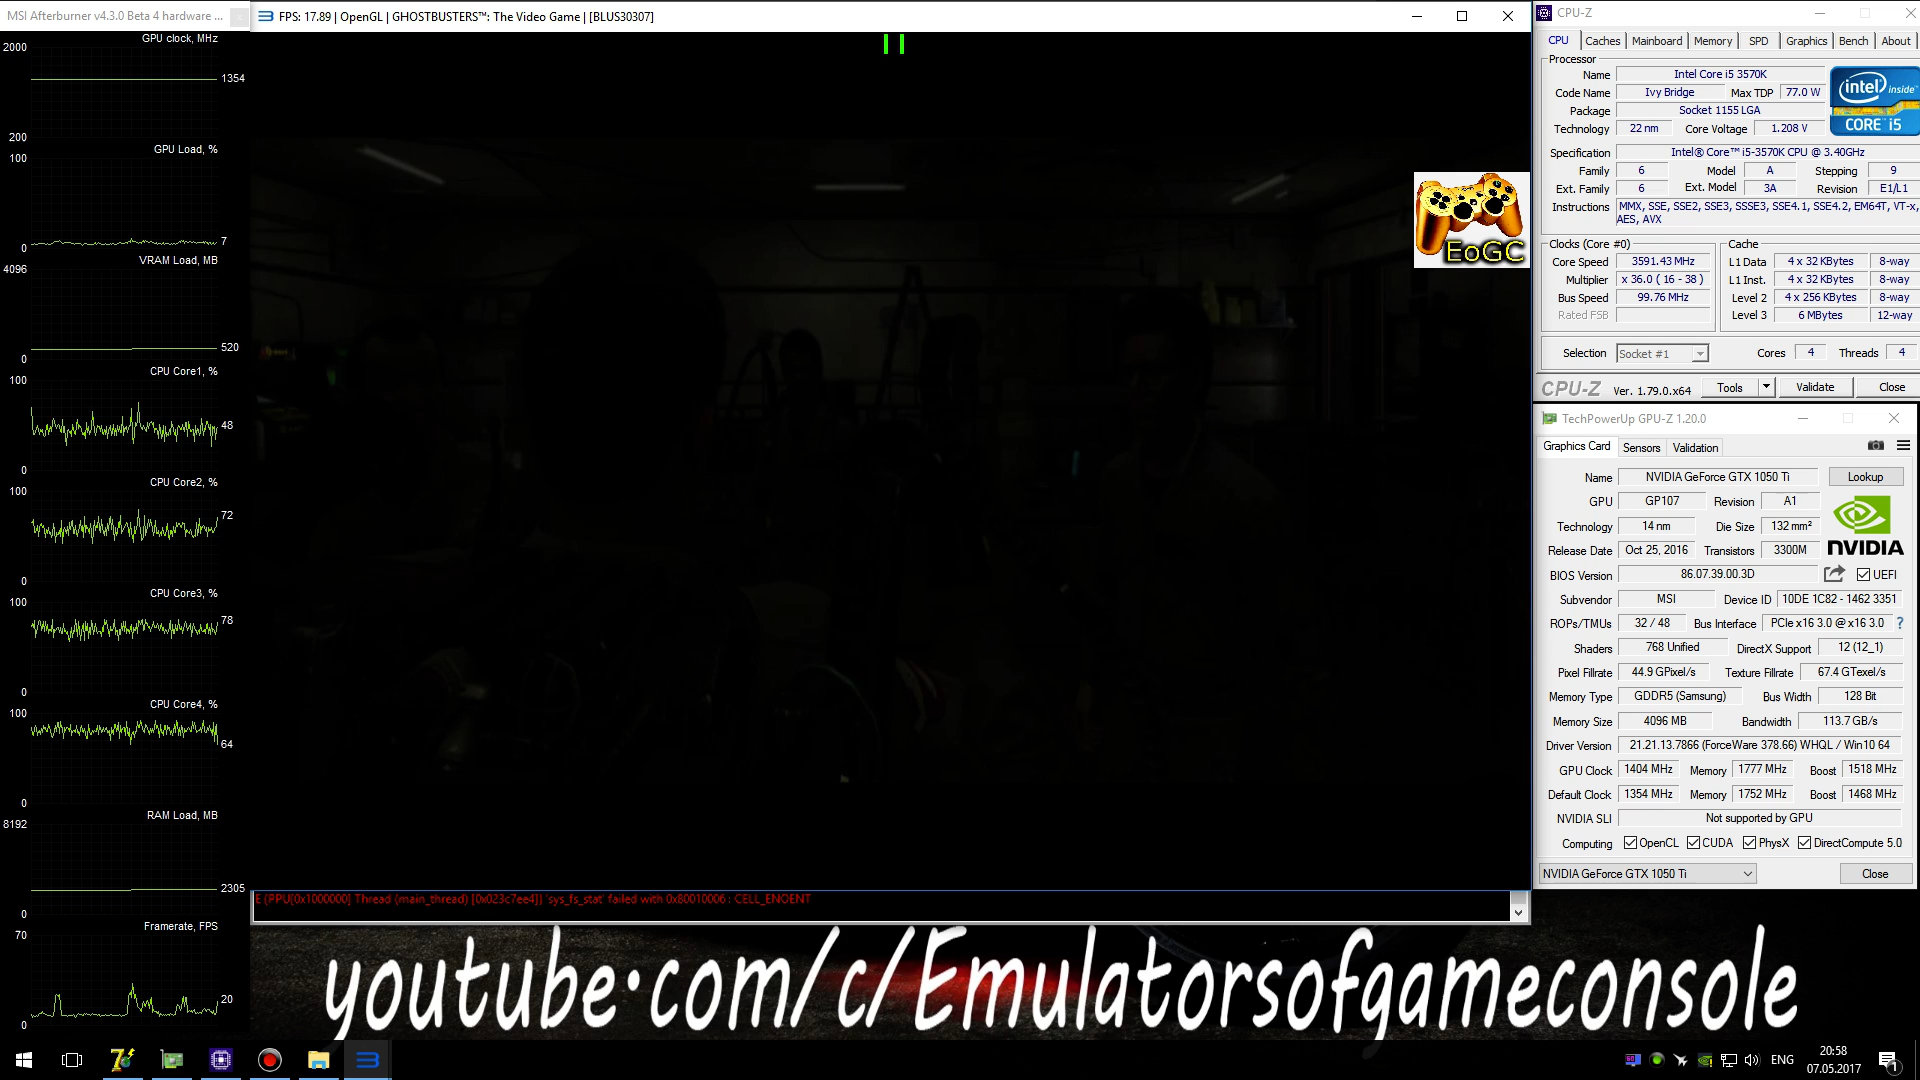 MSI Afterburner v4.3.0 Beta 4 hardware ...
GPU clock, MHz
2000
1354
200
GPU Load, %
100
7
0
VRAM Load, MB
4096
520
0
CPU Core1, %
100
48
0
CPU Core2, %
100
72
0
CPU Core3, %
100
78
0
CPU Core4, %
100
64
0
RAM Load, MB
8192
2305
0
Framerate, FPS
70
20
0
FPS: 17.89 | OpenGL | GHOSTBUSTERS™: The Video Game | [BLUS30307]
EoGC
E {PPU[0x1000000] Thread (main_thread) [0x023c7ee4]} 'sys_fs_stat' failed with 0x80010006 : CELL_ENOENT
youtube.com/c/Emulatorsofgameconsole
CPU-Z
CPU Caches Mainboard Memory SPD Graphics Bench About
Processor
Name Intel Core i5 3570K
Code Name Ivy Bridge Max TDP 77.0 W
Package Socket 1155 LGA
Technology 22 nm Core Voltage 1.208 V
intel inside™
CORE i5
Specification Intel® Core™ i5-3570K CPU @ 3.40GHz
Family 6 Model A Stepping 9
Ext. Family 6 Ext. Model 3A Revision E1/L1
Instructions MMX, SSE, SSE2, SSE3, SSSE3, SSE4.1, SSE4.2, EM64T, VT-x,
AES, AVX
Clocks (Core #0) Cache
Core Speed 3591.43 MHz L1 Data 4 x 32 KBytes 8-way
Multiplier x 36.0 ( 16 - 38 ) L1 Inst. 4 x 32 KBytes 8-way
Bus Speed 99.76 MHz Level 2 4 x 256 KBytes 8-way
Rated FSB Level 3 6 MBytes 12-way
Selection Socket #1 Cores 4 Threads 4
CPU-Z Ver. 1.79.0.x64 Tools Validate Close
TechPowerUp GPU-Z 1.20.0
Graphics Card Sensors Validation
Name NVIDIA GeForce GTX 1050 Ti Lookup
GPU GP107 Revision A1
Technology 14 nm Die Size 132 mm²
Release Date Oct 25, 2016 Transistors 3300M
NVIDIA
BIOS Version 86.07.39.00.3D UEFI
Subvendor MSI Device ID 10DE 1C82 - 1462 3351
ROPs/TMUs 32 / 48 Bus Interface PCIe x16 3.0 @ x16 3.0 ?
Shaders 768 Unified DirectX Support 12 (12_1)
Pixel Fillrate 44.9 GPixel/s Texture Fillrate 67.4 GTexel/s
Memory Type GDDR5 (Samsung) Bus Width 128 Bit
Memory Size 4096 MB Bandwidth 113.7 GB/s
Driver Version 21.21.13.7866 (ForceWare 378.66) WHQL / Win10 64
GPU Clock 1404 MHz Memory 1777 MHz Boost 1518 MHz
Default Clock 1354 MHz Memory 1752 MHz Boost 1468 MHz
NVIDIA SLI Not supported by GPU
Computing OpenCL CUDA PhysX DirectCompute 5.0
NVIDIA GeForce GTX 1050 Ti Close
ENG
20:58
07.05.2017
1